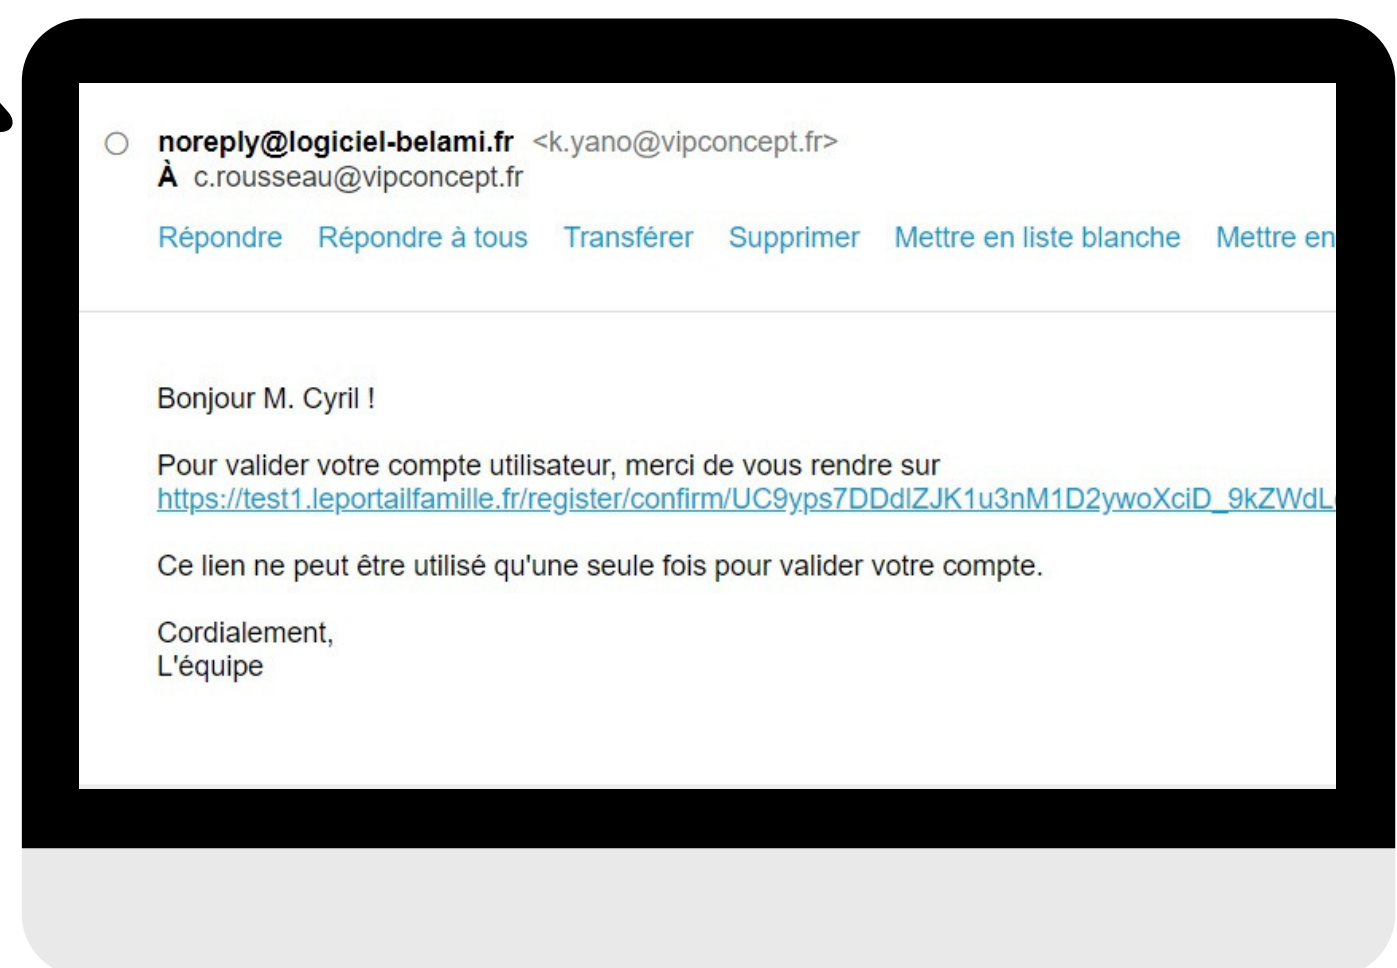 noreply@logiciel-belami.fr <k.yano@vipconcept.fr>
À c.rousseau@vipconcept.fr
Répondre Répondre à tous Transférer Supprimer Mettre en liste blanche Mettre en
Bonjour M. Cyril !
Pour valider votre compte utilisateur, merci de vous rendre sur
https://test1.leportailfamille.fr/register/confirm/UC9yps7DDdlZJK1u3nM1D2ywoXciD_9kZWdL
Ce lien ne peut être utilisé qu'une seule fois pour valider votre compte.
Cordialement,
L'équipe